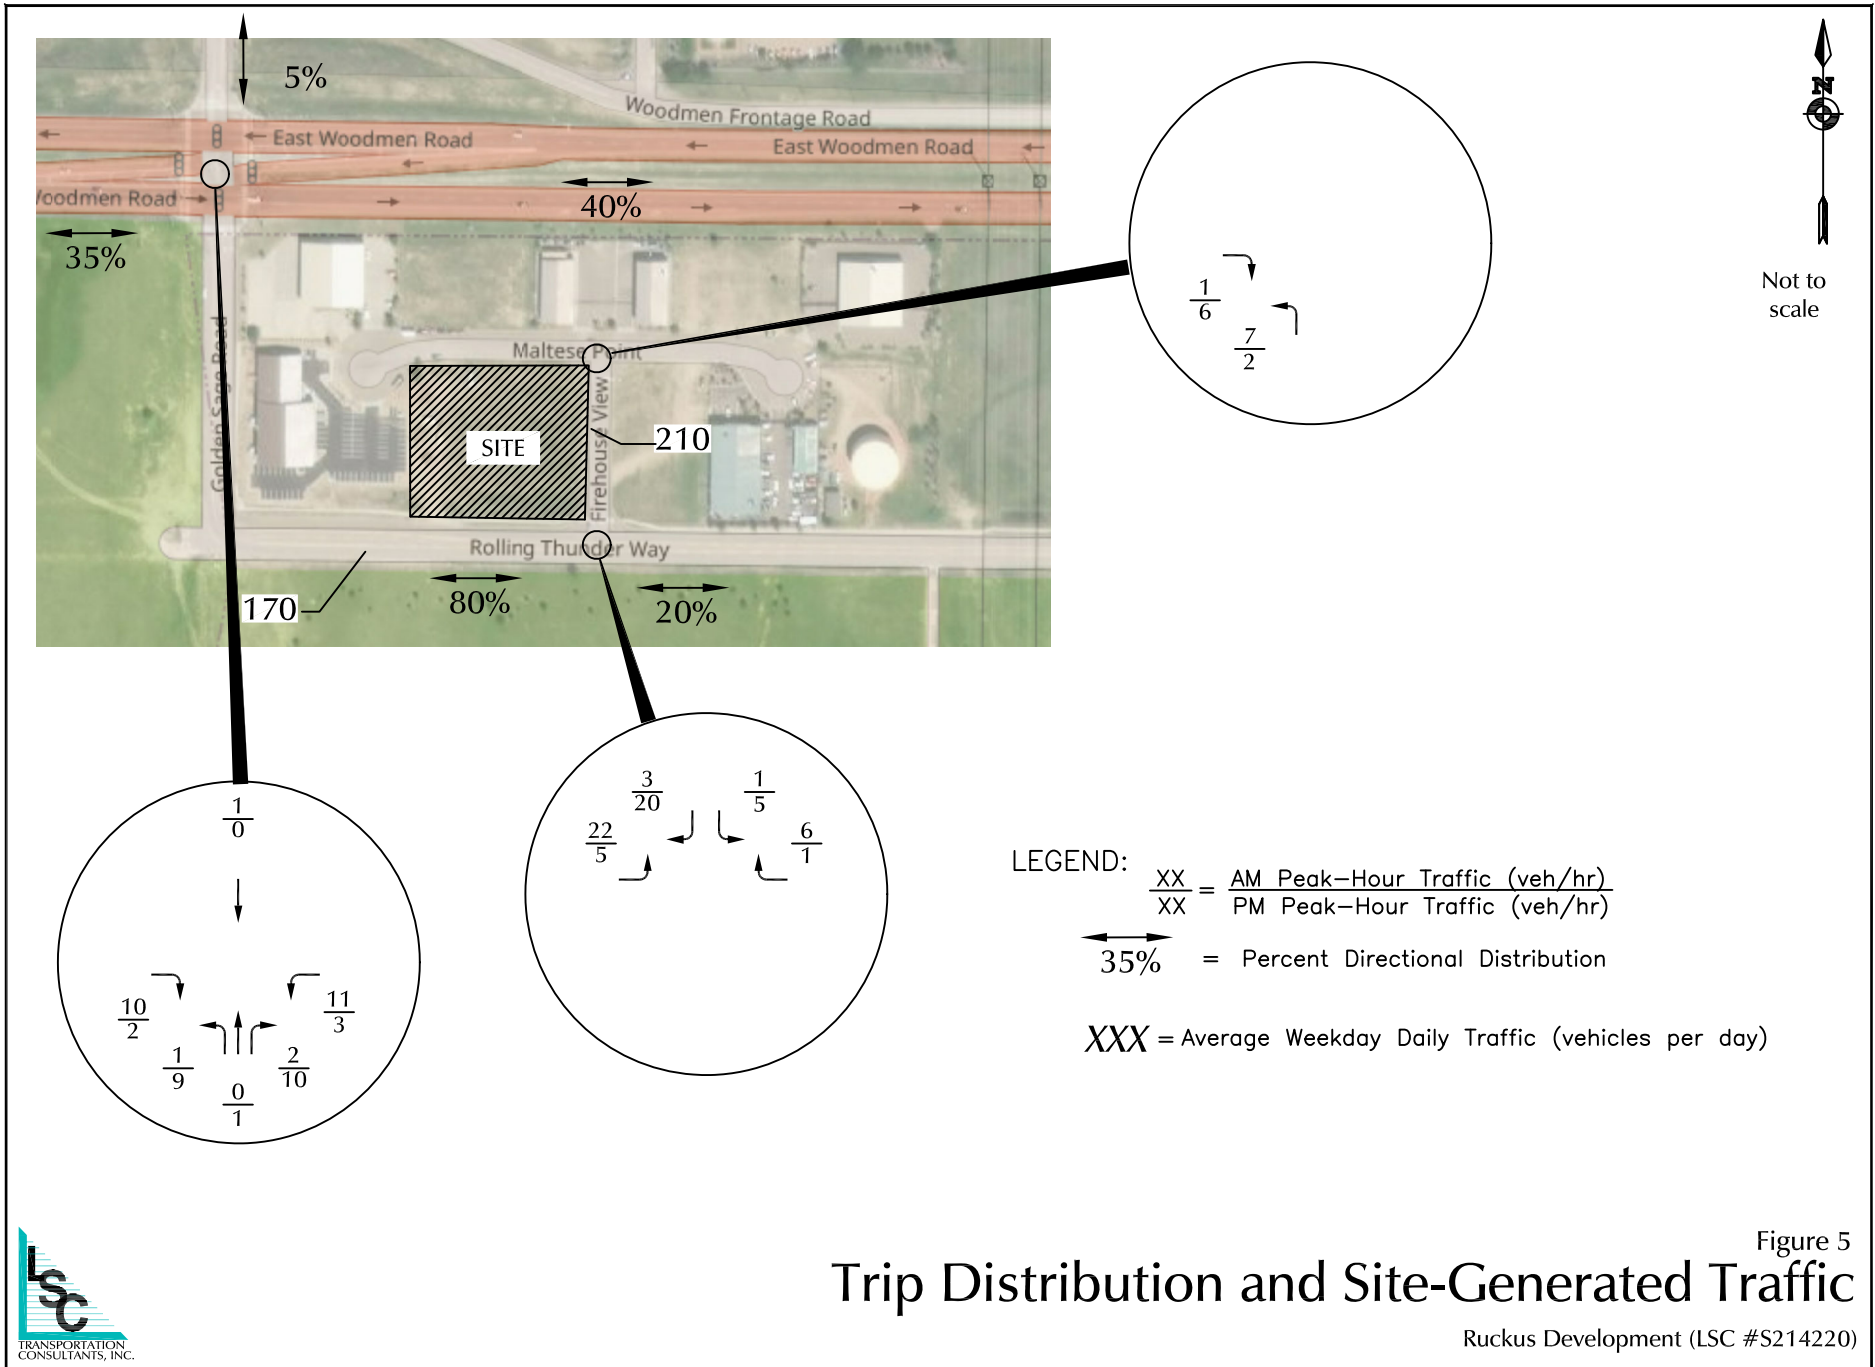 5%
Woodmen Frontage Road
East Woodmen Road
East Woodmen Road
Woodmen Road
40%
35%
N
Not to
scale
1
6
7
2
Maltese Point
Golden Sage Road
SITE
Firehouse View
210
Rolling Thunder Way
170
80%
20%
1
0
10
2
11
3
1
9
2
10
0
1
3
20
1
5
22
5
6
1
LEGEND:
XX = AM Peak-Hour Traffic (veh/hr)
XX PM Peak-Hour Traffic (veh/hr)
35% = Percent Directional Distribution
XXX = Average Weekday Daily Traffic (vehicles per day)
Figure 5
Trip Distribution and Site-Generated Traffic
Ruckus Development (LSC #S214220)
LSC
TRANSPORTATION
CONSULTANTS, INC.